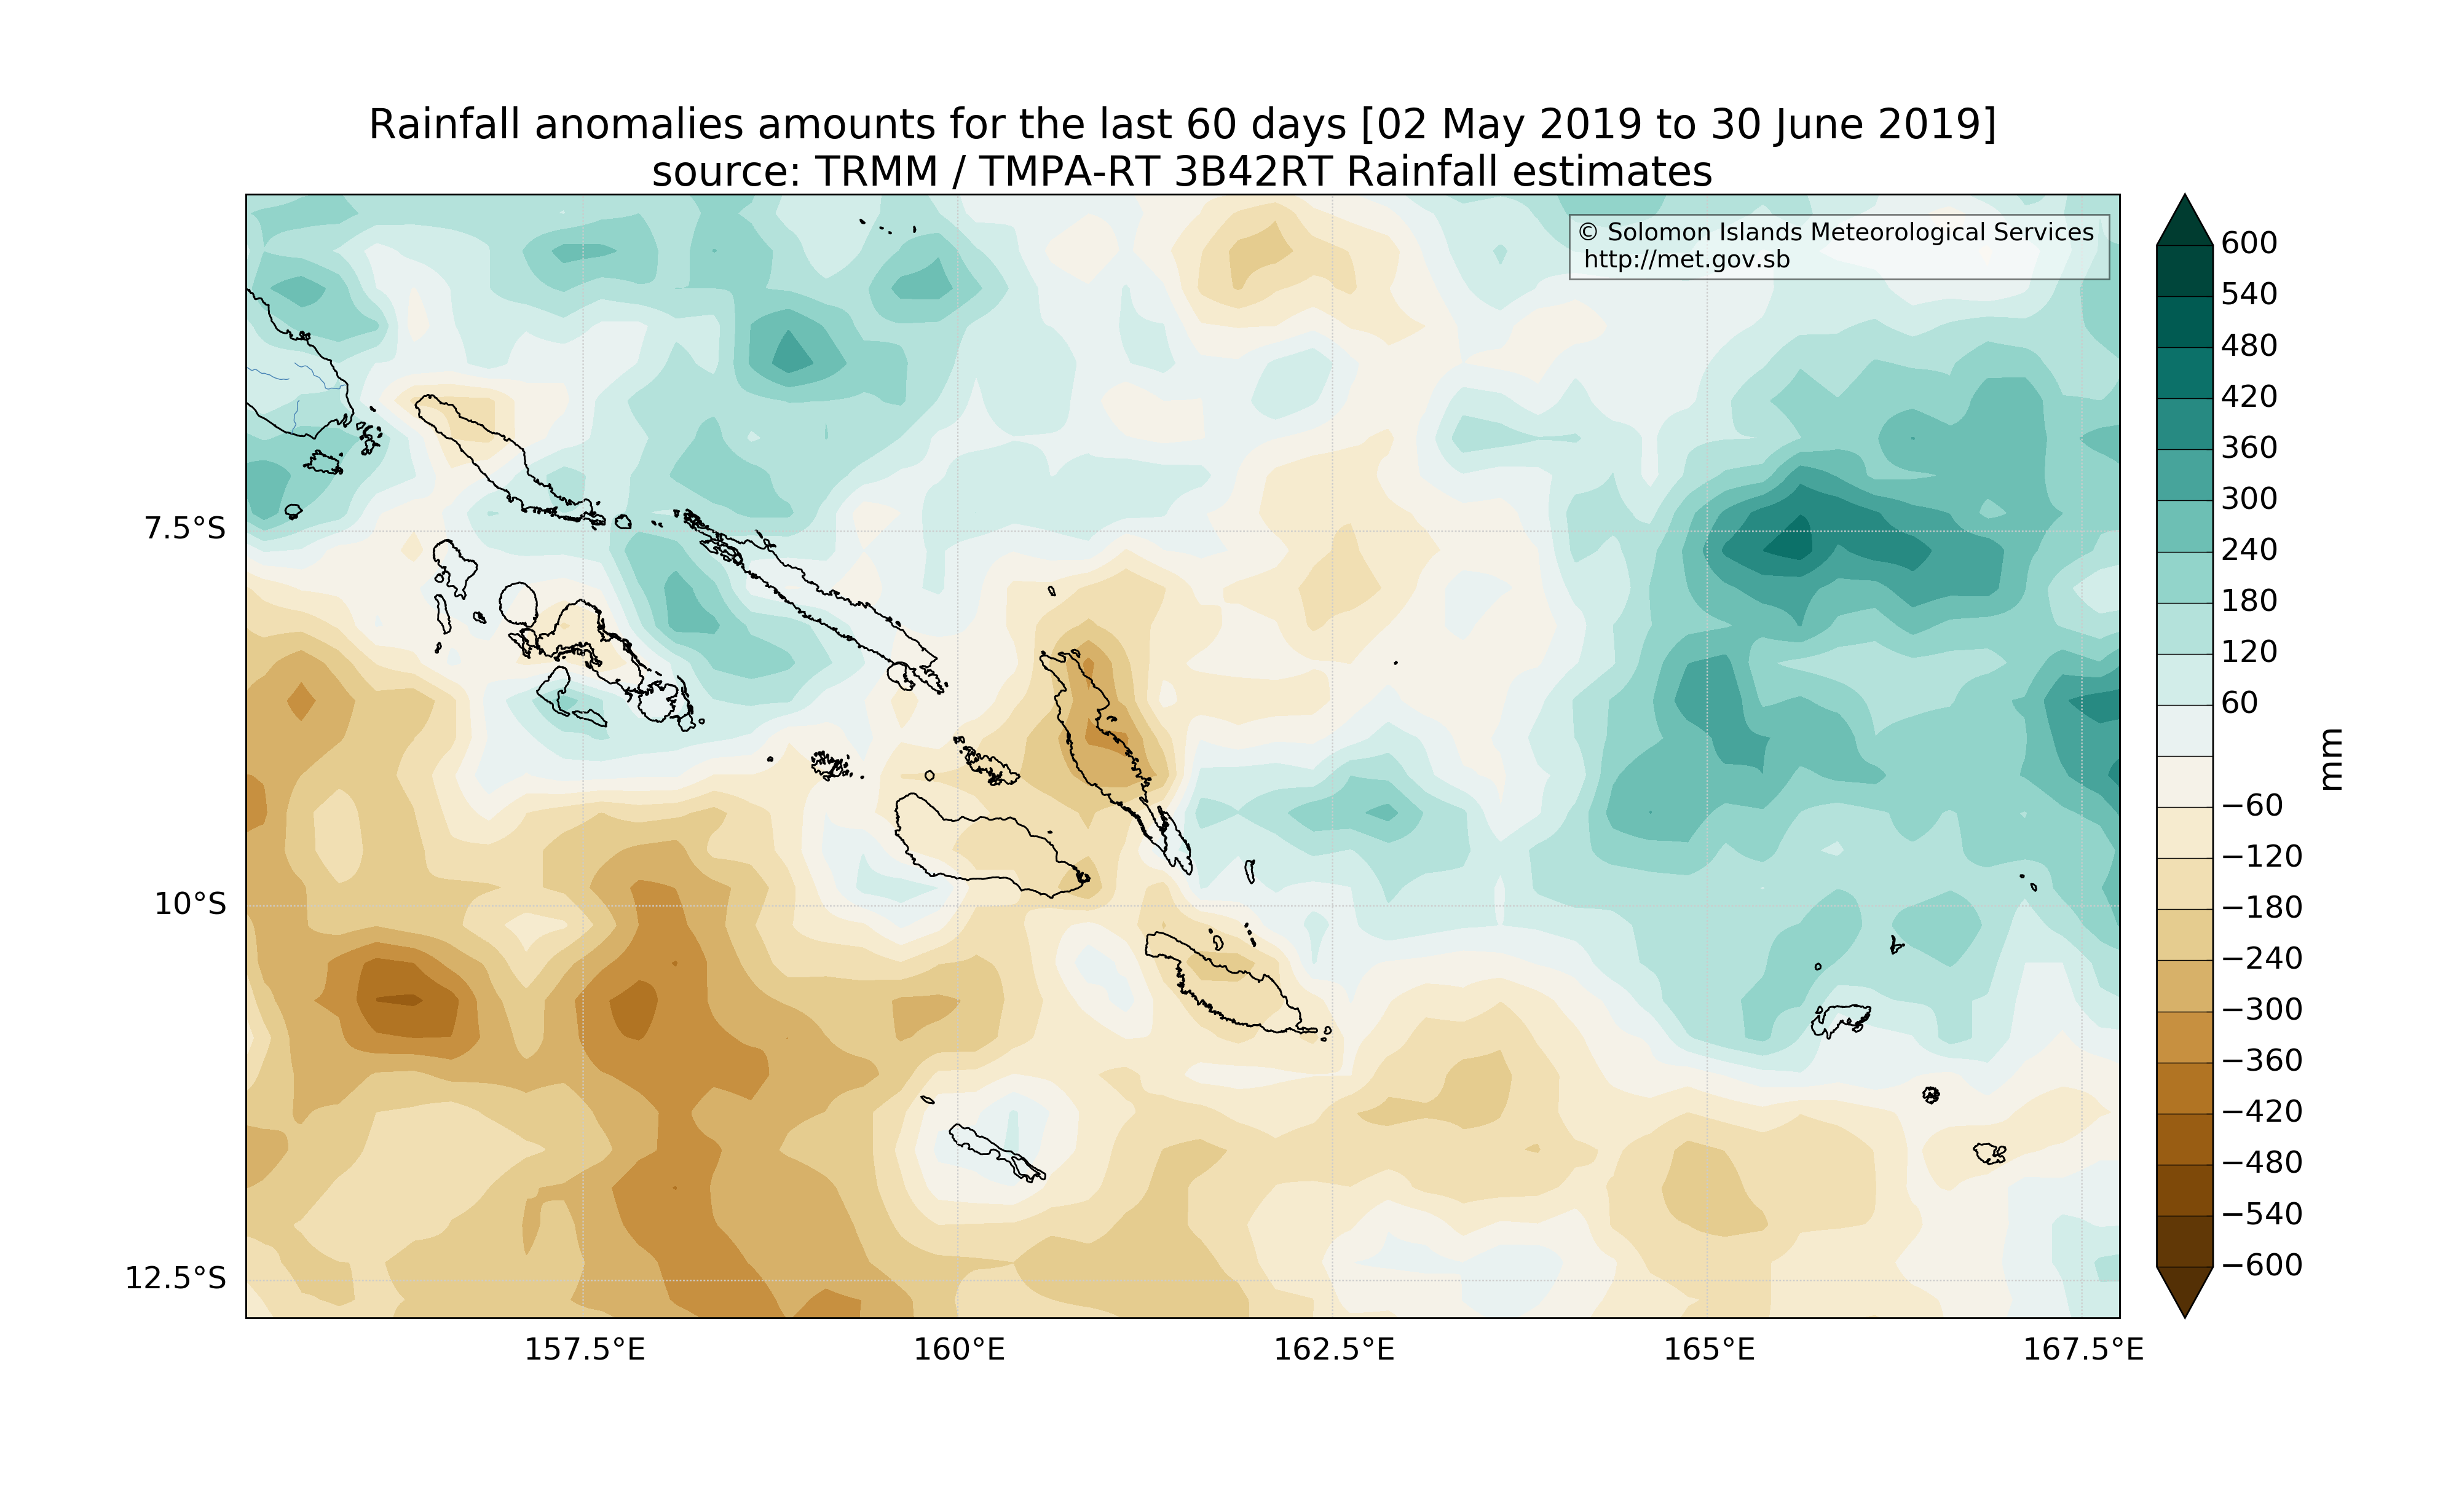 Rainfall anomalies amounts for the last 60 days [02 May 2019 to 30 June 2019]
source: TRMM / TMPA-RT 3B42RT Rainfall estimates
© Solomon Islands Meteorological Services
http://met.gov.sb
7.5°S
10°S
12.5°S
157.5°E
160°E
162.5°E
165°E
167.5°E
600
540
480
420
360
300
240
180
120
60
−60
−120
−180
−240
−300
−360
−420
−480
−540
−600
mm